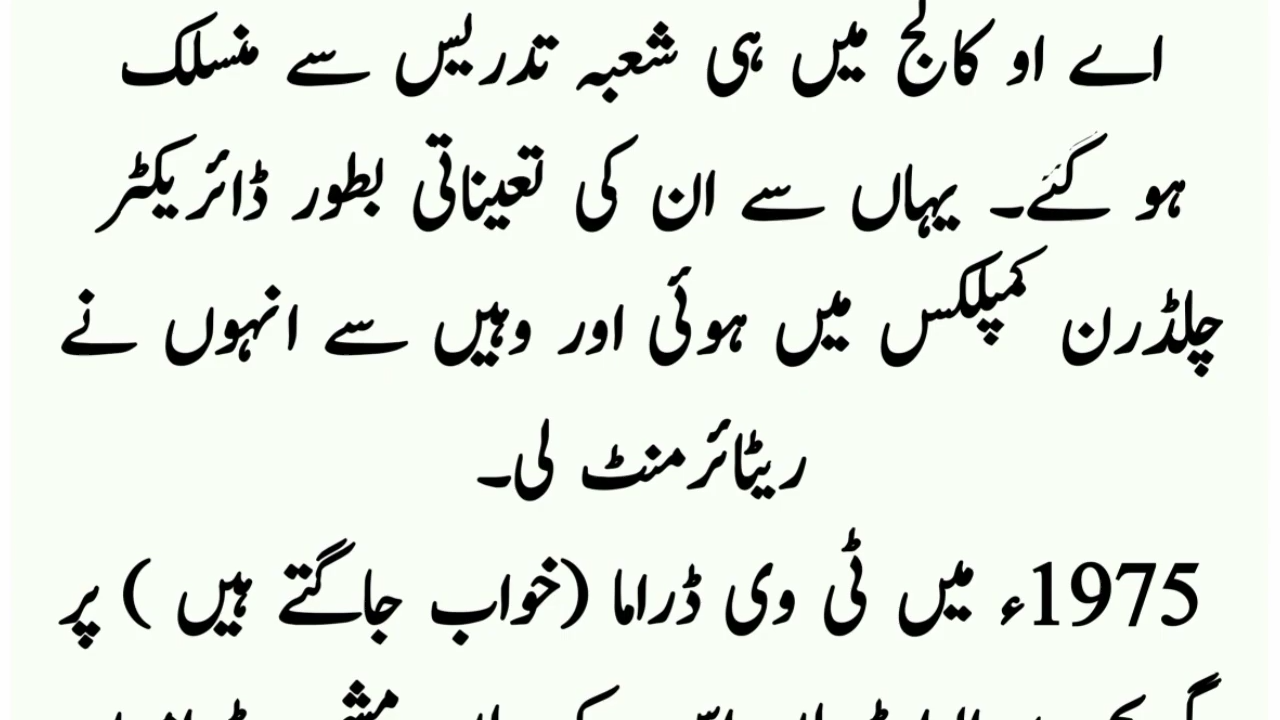 اے او کالج میں ہی شعبہ تدریس سے منسلک
ہو گئے۔ یہاں سے ان کی تعیناتی بطور ڈائریکٹر
چلڈرن کمپلکس میں ہوئی اور وہیں سے انہوں نے
ریٹائرمنٹ لی۔
1975ء میں ٹی وی ڈراما (خواب جاگتے ہیں ) پر